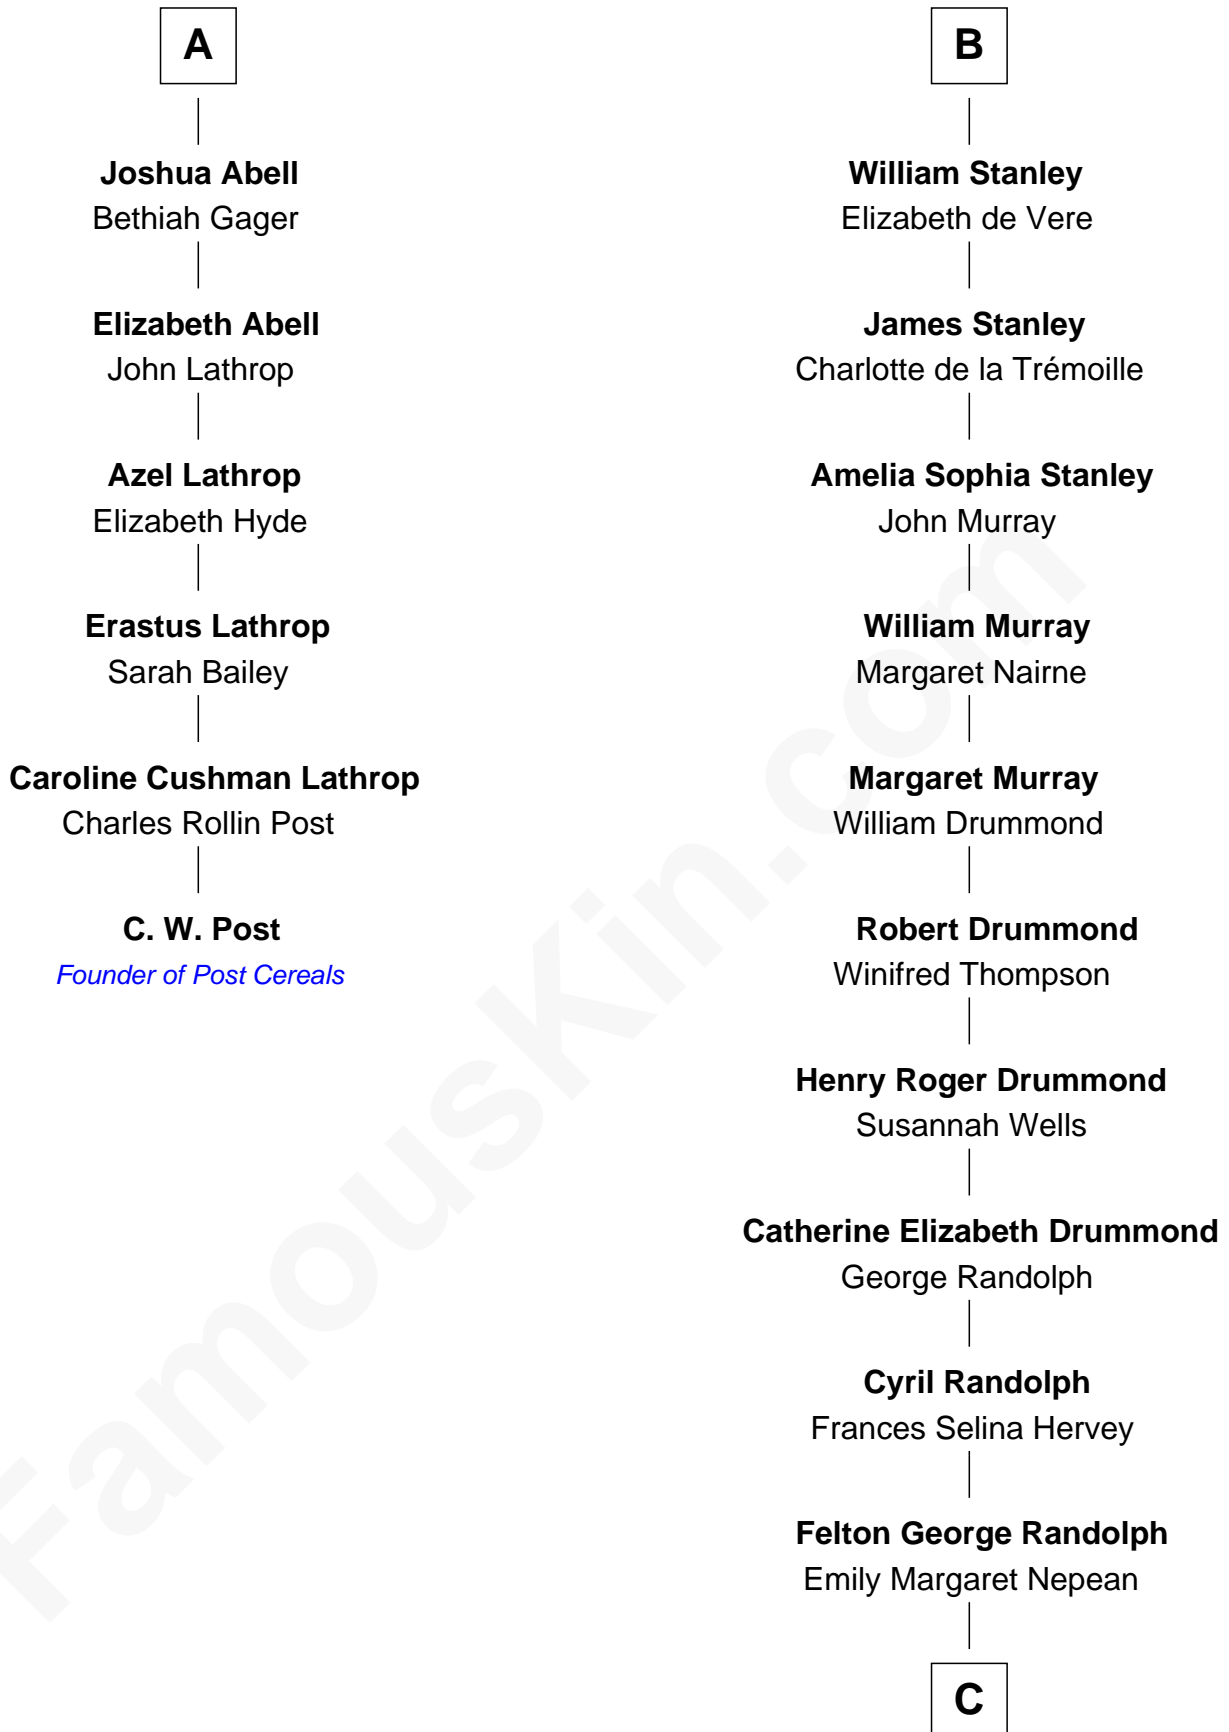 A
Joshua Abell
Bethiah Gager
Elizabeth Abell
John Lathrop
Azel Lathrop
Elizabeth Hyde
Erastus Lathrop
Sarah Bailey
Caroline Cushman Lathrop
Charles Rollin Post
C. W. Post
Founder of Post Cereals
B
William Stanley
Elizabeth de Vere
James Stanley
Charlotte de la Trémoille
Amelia Sophia Stanley
John Murray
William Murray
Margaret Nairne
Margaret Murray
William Drummond
Robert Drummond
Winifred Thompson
Henry Roger Drummond
Susannah Wells
Catherine Elizabeth Drummond
George Randolph
Cyril Randolph
Frances Selina Hervey
Felton George Randolph
Emily Margaret Nepean
C
FamousKin.com